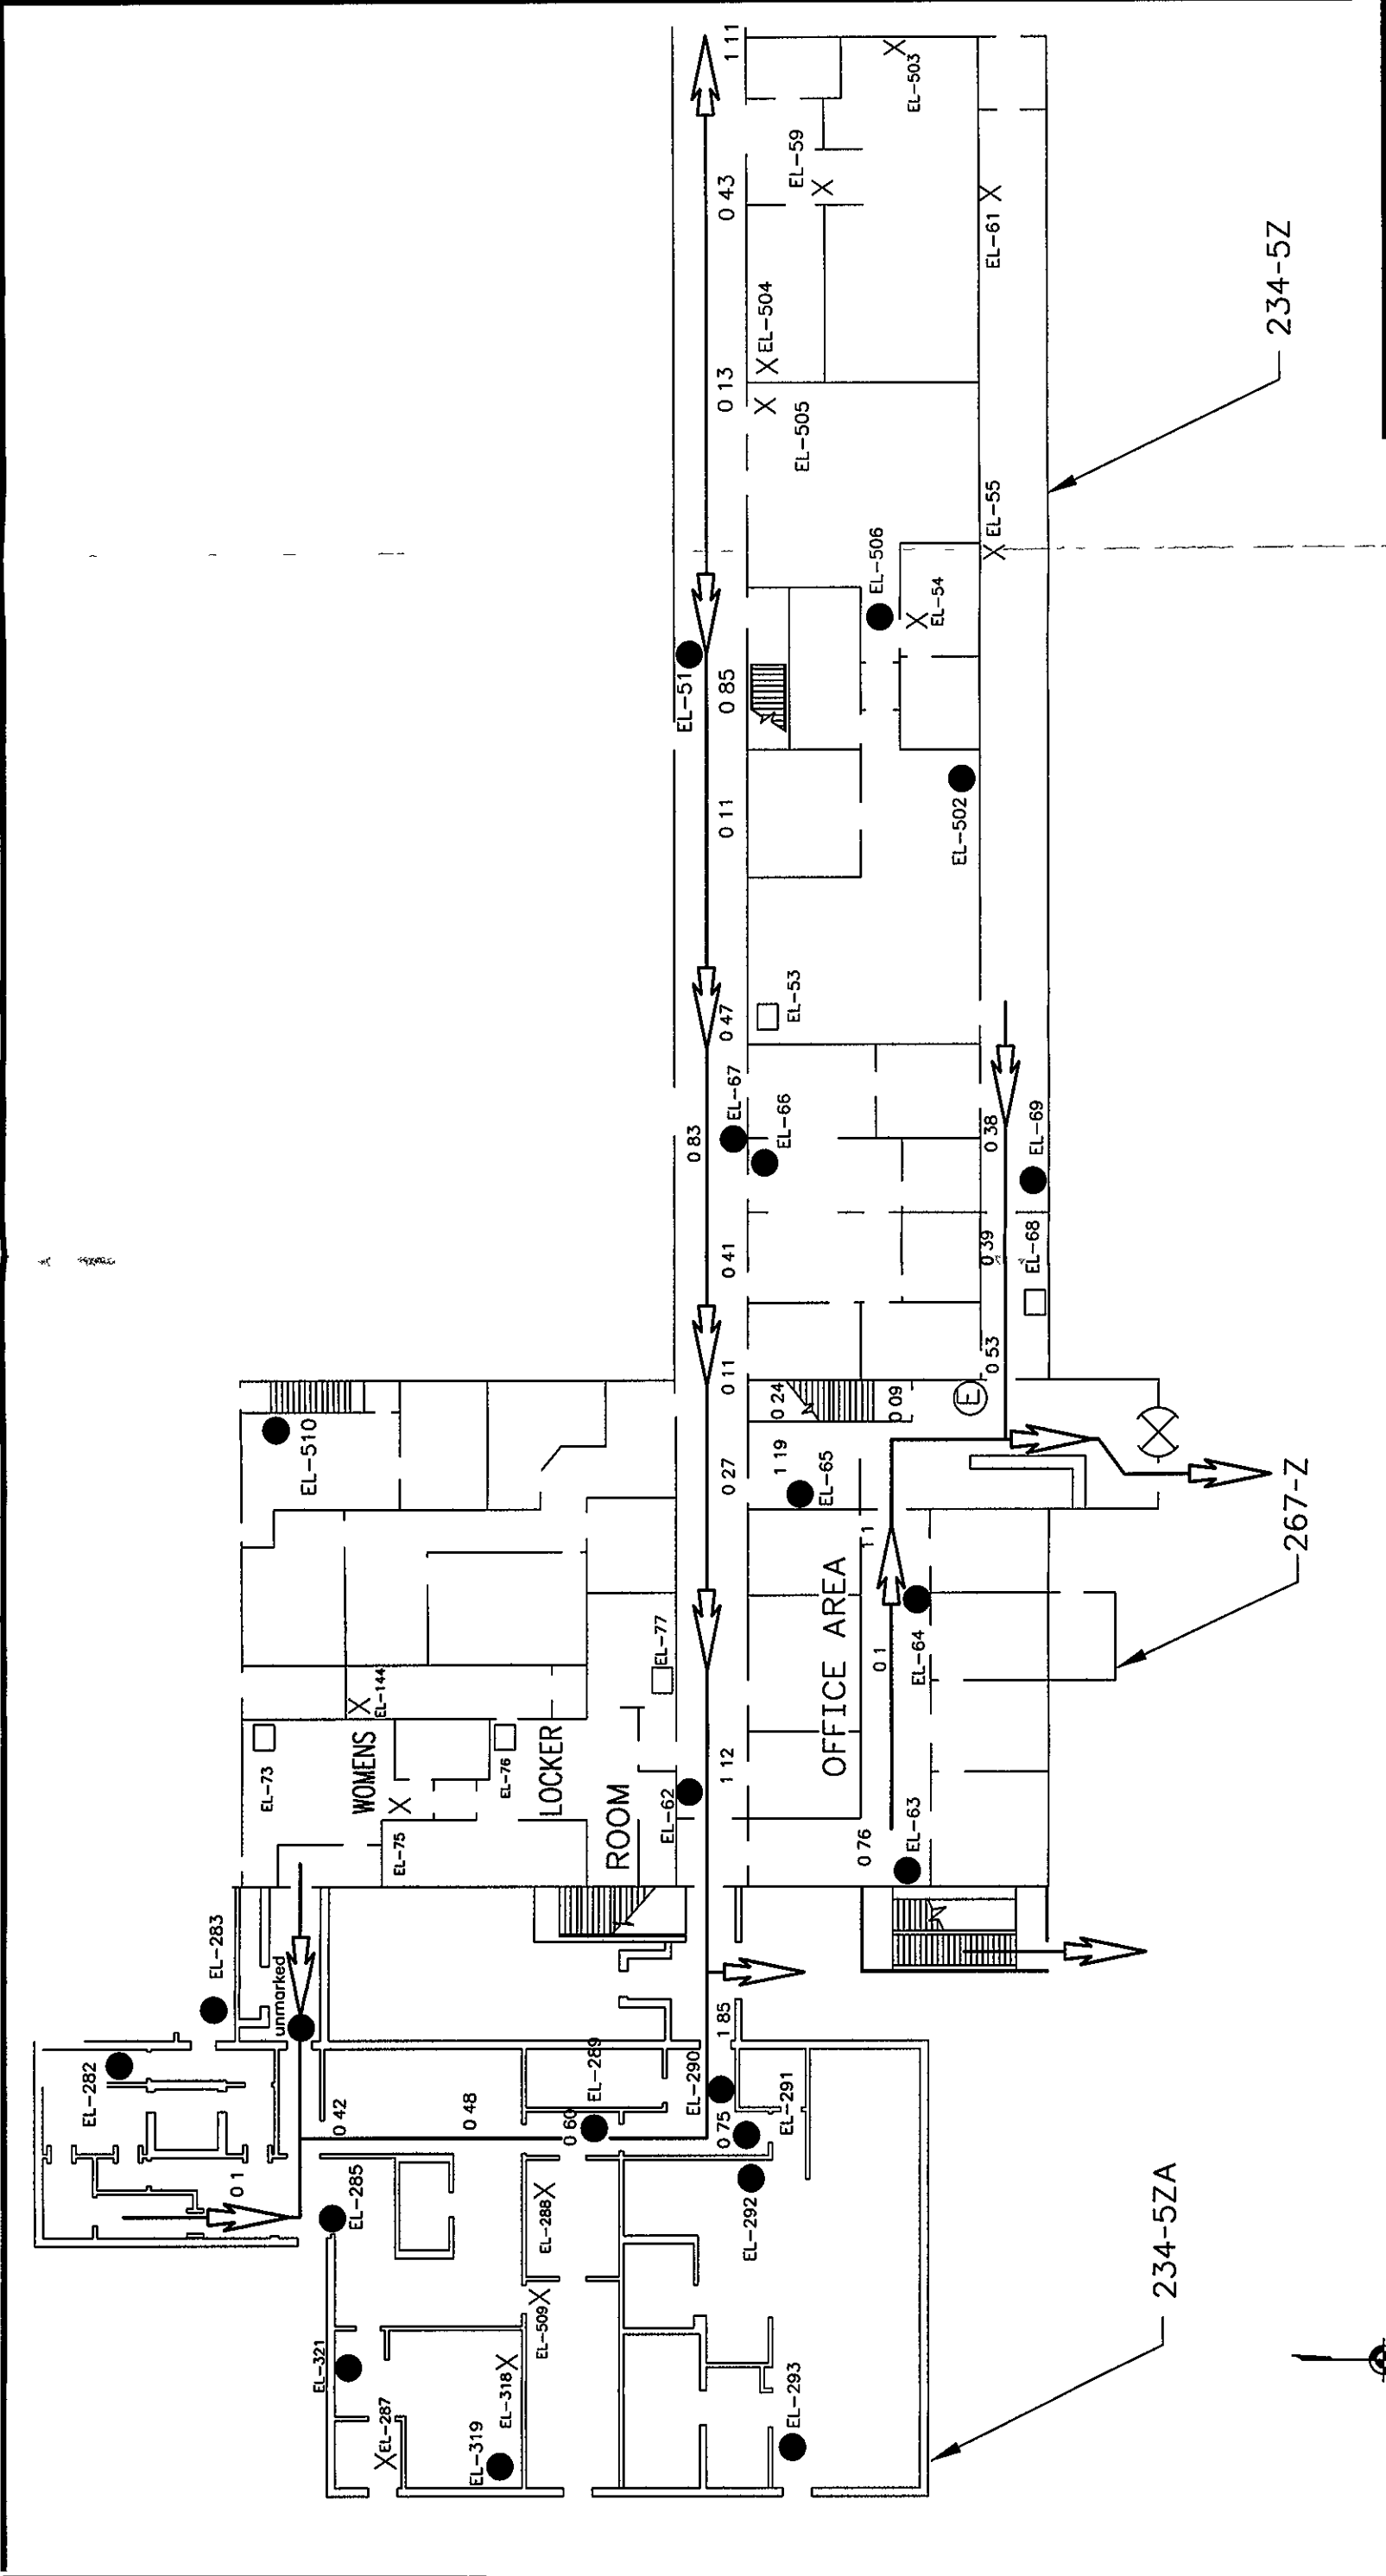 1 11
EL-503
EL-59
0 43
EL-61
234-5Z
EL-504
0 13
EL-505
EL-55
EL-506
EL-54
EL-51
0 85
0 11
EL-502
EL-53
0 47
EL-67
EL-66
0 83
0 38
EL-69
0 41
0 39
EL-68
0 53
0 11
0 24
0 09
E
EL-510
0 27
1 19
EL-65
267-Z
1 1
OFFICE AREA
0 1
EL-64
EL-77
EL-144
EL-73
WOMENS
EL-76
LOCKER
ROOM
EL-62
1 12
EL-75
0 76
EL-63
EL-283
unmarked
EL-282
1 85
EL-289
EL-290
EL-291
0 42
0 48
0 60
0 75
0 1
EL-285
EL-288
EL-292
234-5ZA
EL-509
EL-321
EL-318
EL-287
EL-319
EL-293